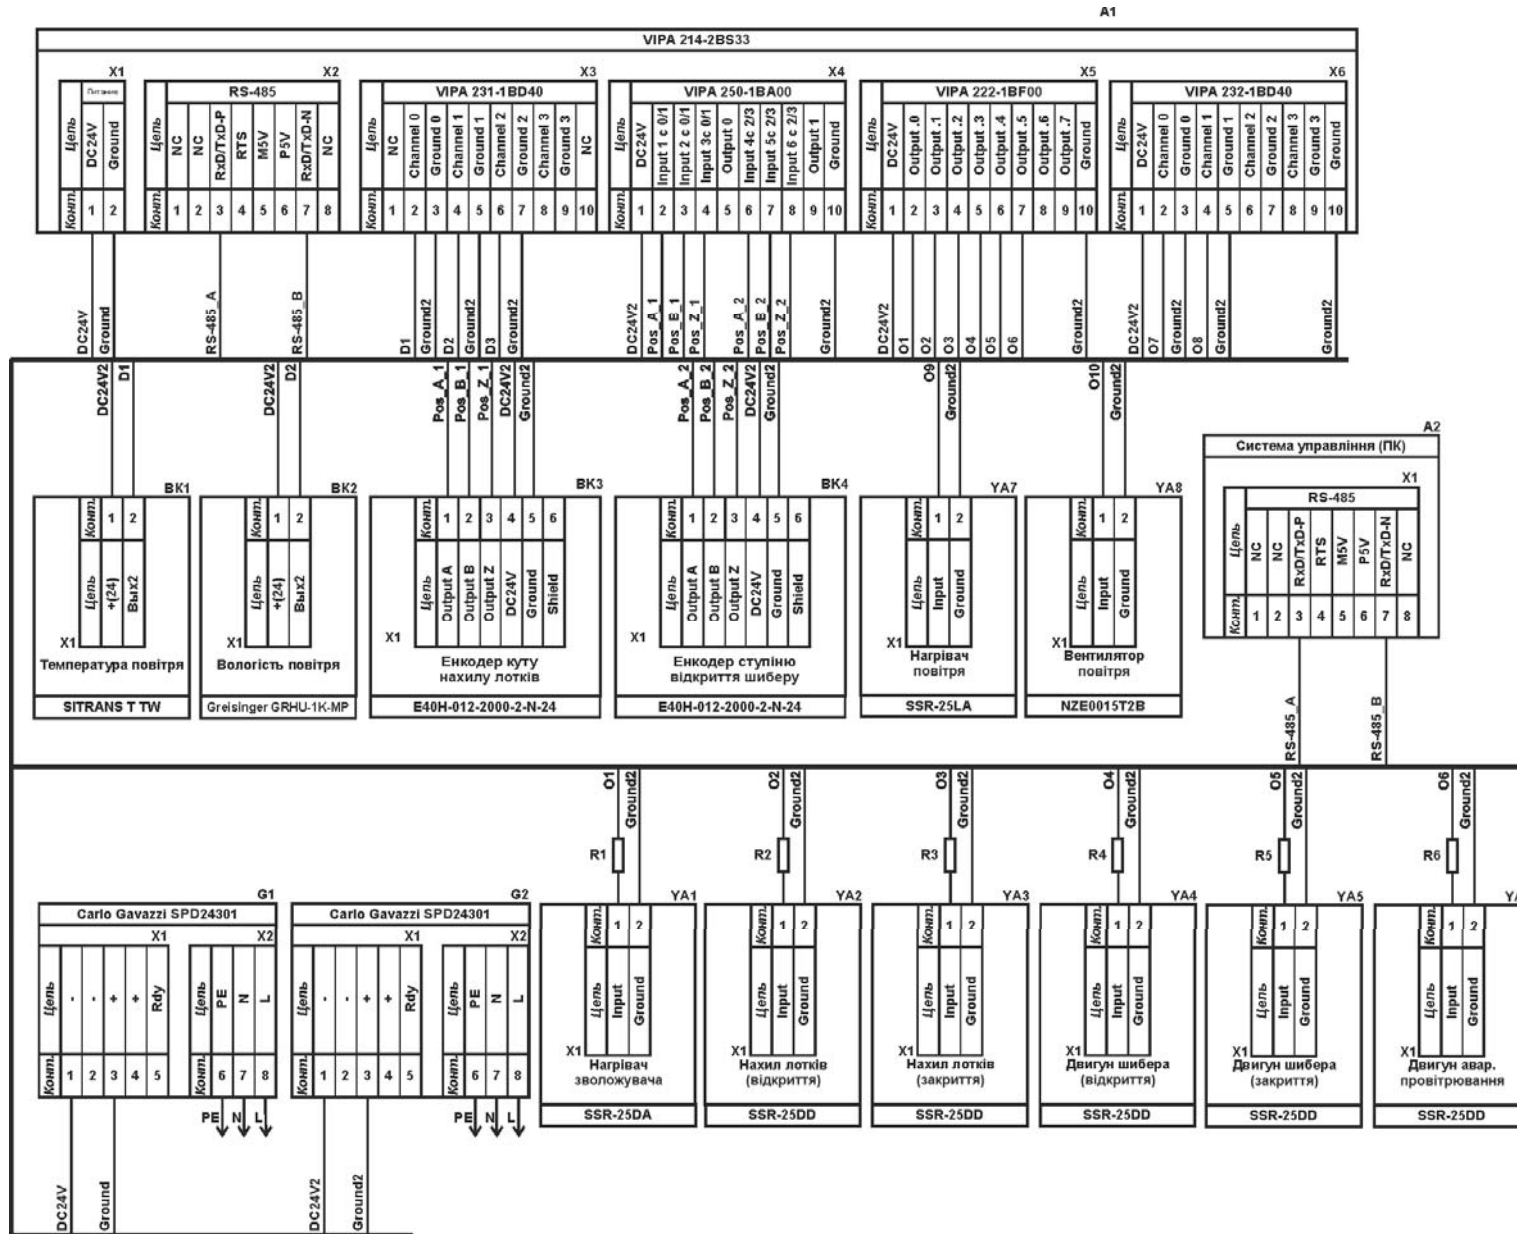 A1
VIPA 214-2BS33
X1
X2
X3
X4
X5
X6
Питание
RS-485
VIPA 231-1BD40
VIPA 250-1BA00
VIPA 222-1BF00
VIPA 232-1BD40
Цепь DC24V Ground
Конт. 1 2
Цепь NC NC RxD/TxD-P RTS M5V P5V RxD/TxD-N NC
Конт. 1 2 3 4 5 6 7 8
Цепь NC Channel 0 Ground 0 Channel 1 Ground 1 Channel 2 Ground 2 Channel 3 Ground 3 NC
Конт. 1 2 3 4 5 6 7 8 9 10
Цепь DC24V Input 1 c 0/1 Input 2 c 0/1 Input 3c 0/1 Output 0 Input 4c 2/3 Input 5c 2/3 Input 6 c 2/3 Output 1 Ground
Конт. 1 2 3 4 5 6 7 8 9 10
Цепь DC24V Output .0 Output .1 Output .2 Output .3 Output .4 Output .5 Output .6 Output .7 Ground
Конт. 1 2 3 4 5 6 7 8 9 10
Цепь DC24V Channel 0 Ground 0 Channel 1 Ground 1 Channel 2 Ground 2 Channel 3 Ground 3 Ground
Конт. 1 2 3 4 5 6 7 8 9 10
DC24V Ground
RS-485_A RS-485_B
D1 Ground2 D2 Ground2 D3 Ground2
DC24V2 Pos_A_1 Pos_E_1 Pos_Z_1 Pos_A_2 Pos_E_2 Pos_Z_2 Ground2
DC24V2 O1 O2 O3 O4 O5 O6 Ground2
DC24V2 O7 Ground2 O8 Ground2 Ground2
DC24V2 D1
DC24V2 D2
Pos_A_1 Pos_B_1 Pos_Z_1 DC24V2 Ground2
Pos_A_2 Pos_B_2 Pos_Z_2 DC24V2 Ground2
O9 Ground2
O10 Ground2
BK1
Конт. 1 2
Цепь +(24) Вых2
X1
Температура повітря
SITRANS T TW
BK2
Конт. 1 2
Цепь +(24) Вых2
X1
Вологість повітря
Greisinger GRHU-1K-MP
BK3
Конт. 1 2 3 4 5 6
Цепь Output A Output B Output Z DC24V Ground Shield
X1
Енкодер куту
нахилу лотків
E40H-012-2000-2-N-24
BK4
Конт. 1 2 3 4 5 6
Цепь Output A Output B Output Z DC24V Ground Shield
X1
Енкодер ступіню
відкриття шиберу
E40H-012-2000-2-N-24
YA7
Конт. 1 2
Цепь Input Ground
X1
Нагрівач
повітря
SSR-25LA
YA8
Конт. 1 2
Цепь Input Ground
X1
Вентилятор
повітря
NZE0015T2B
A2
Система управління (ПК)
X1
RS-485
Цепь NC NC RxD/TxD-P RTS M5V P5V RxD/TxD-N NC
Конт. 1 2 3 4 5 6 7 8
RS-485_A RS-485_B
O1 Ground2
O2 Ground2
O3 Ground2
O4 Ground2
O5 Ground2
O6 Ground2
R1
R2
R3
R4
R5
R6
G1
Carlo Gavazzi SPD24301
X1
X2
Цепь - - + + Rdy
Конт. 1 2 3 4 5
Цепь PE N L
Конт. 6 7 8
PE N L
DC24V Ground
G2
Carlo Gavazzi SPD24301
X1
X2
Цепь - - + + Rdy
Конт. 1 2 3 4 5
Цепь PE N L
Конт. 6 7 8
PE N L
DC24V2 Ground2
YA1
Конт. 1 2
Цепь Input Ground
X1
Нагрівач
зволожувача
SSR-25DA
YA2
Конт. 1 2
Цепь Input Ground
X1
Нахил лотків
(відкриття)
SSR-25DD
YA3
Конт. 1 2
Цепь Input Ground
X1
Нахил лотків
(закриття)
SSR-25DD
YA4
Конт. 1 2
Цепь Input Ground
X1
Двигун шибера
(відкриття)
SSR-25DD
YA5
Конт. 1 2
Цепь Input Ground
X1
Двигун шибера
(закриття)
SSR-25DD
YA
Конт. 1 2
Цепь Input Ground
X1
Двигун авар.
провітрювання
SSR-25DD